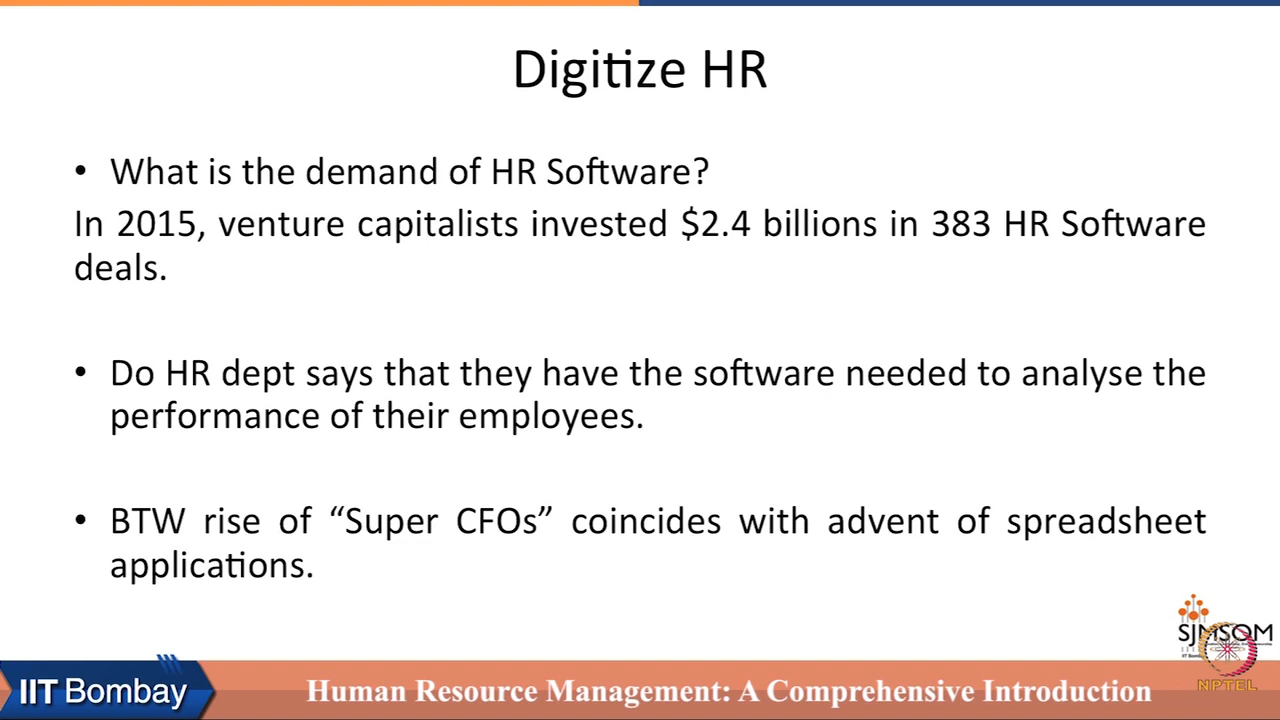 Digitize HR
• What is the demand of HR Software?
In 2015, venture capitalists invested $2.4 billions in 383 HR Software
deals.
• Do HR dept says that they have the software needed to analyse the
performance of their employees.
• BTW rise of “Super CFOs” coincides with advent of spreadsheet
applications.
SJMSOM
IIT Bombay
NPTEL
IIT Bombay
Human Resource Management: A Comprehensive Introduction